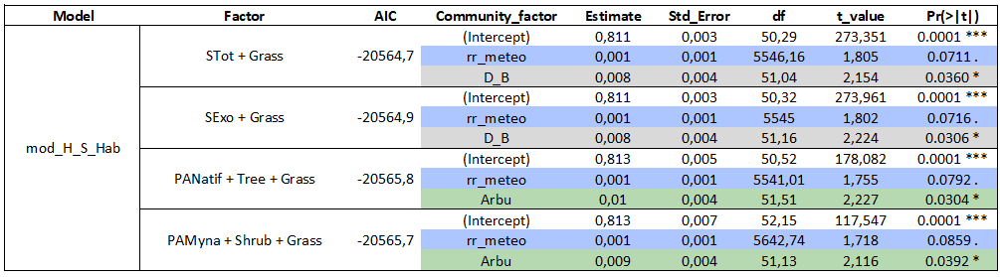 Model Factor AIC Community_factor Estimate Std_Error df t_value Pr(>|t|)
(Intercept) 0,811 0,003 50,29 273,351 0.0001 ***
STot + Grass -20564,7 rr_meteo 0,001 0,001 5546,16 1,805 0.0711 .
D_B 0,008 0,004 51,04 2,154 0.0360 *
(Intercept) 0,811 0,003 50,32 273,961 0.0001 ***
SExo + Grass -20564,9 rr_meteo 0,001 0,001 5545 1,802 0.0716 .
D_B 0,008 0,004 51,16 2,224 0.0306 *
mod_H_S_Hab
(Intercept) 0,813 0,005 50,52 178,082 0.0001 ***
PANatif + Tree + Grass -20565,8 rr_meteo 0,001 0,001 5541,01 1,755 0.0792 .
Arbu 0,01 0,004 51,51 2,227 0.0304 *
(Intercept) 0,813 0,007 52,15 117,547 0.0001 ***
PAMyna + Shrub + Grass -20565,7 rr_meteo 0,001 0,001 5642,74 1,718 0.0859 .
Arbu 0,009 0,004 51,13 2,116 0.0392 *